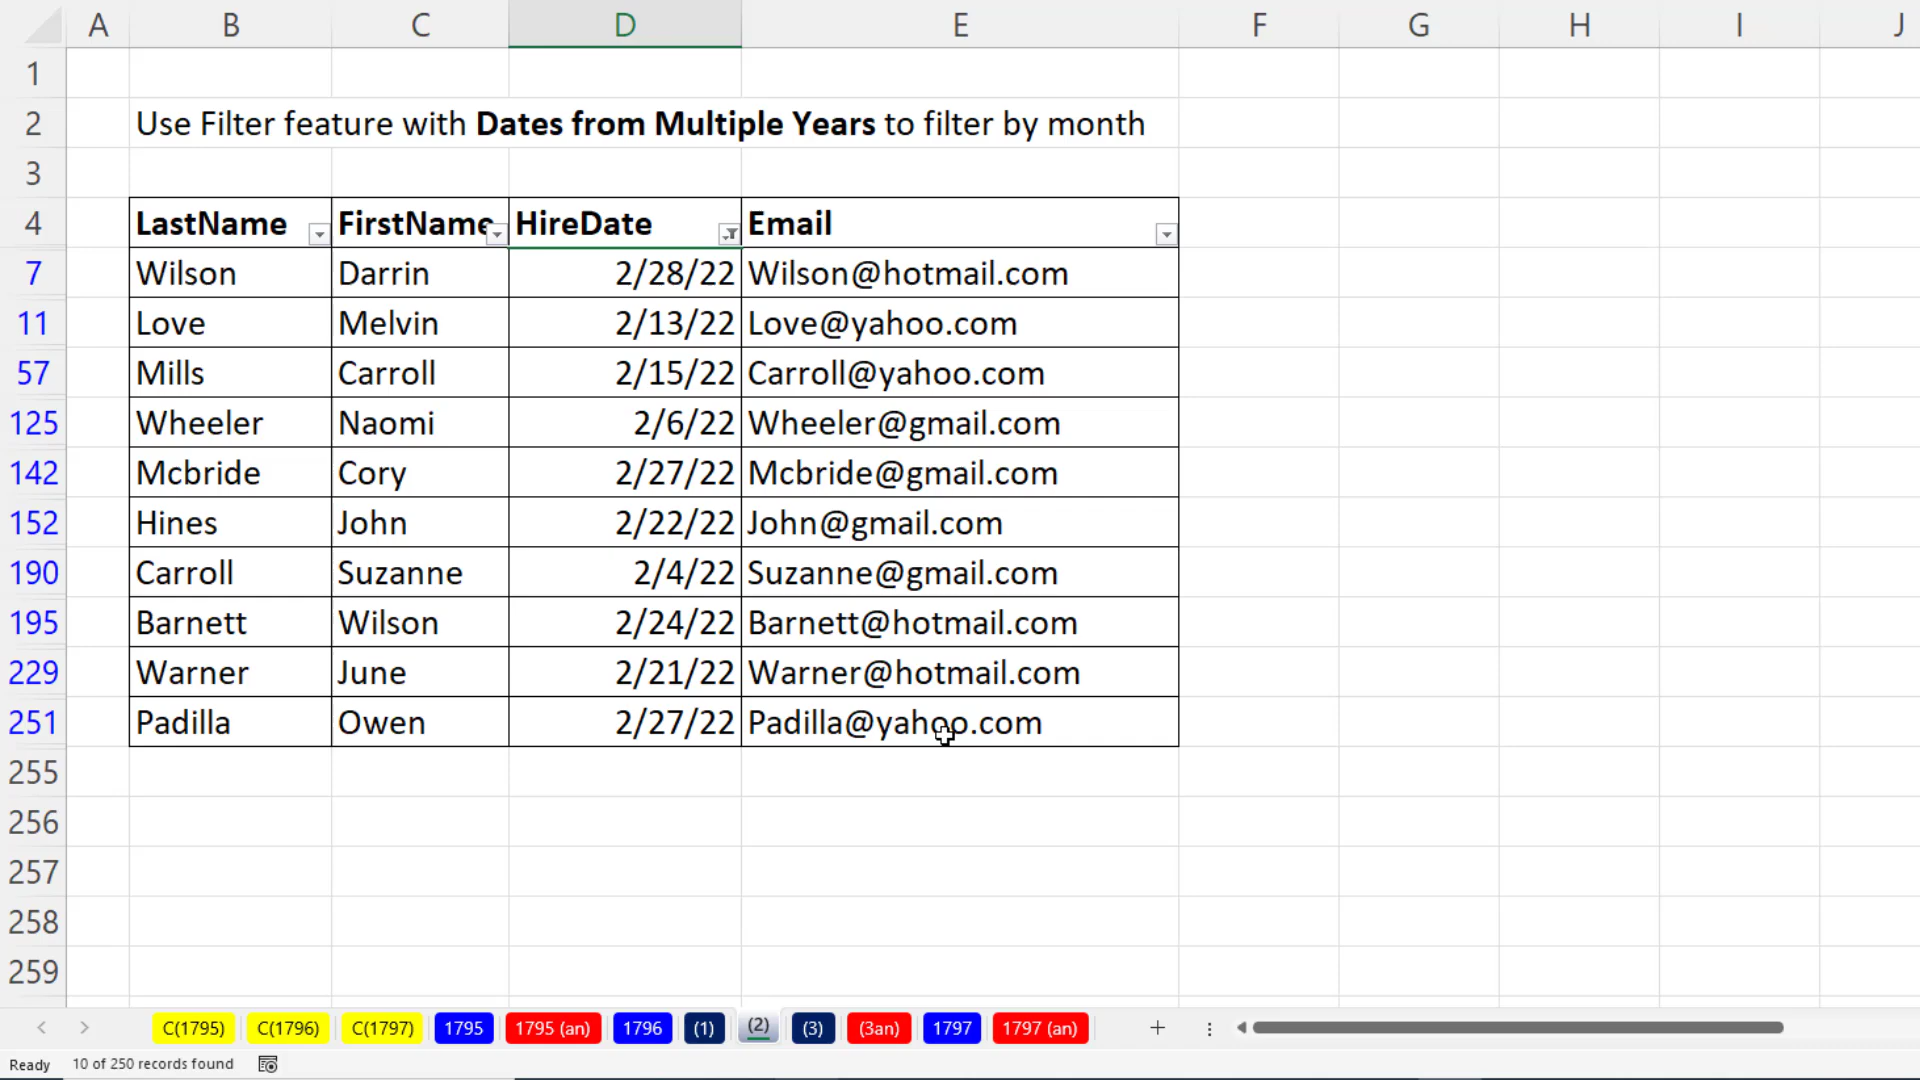 A B C D E F G H I J
1
2 Use Filter feature with Dates from Multiple Years to filter by month
3
4 LastName FirstName HireDate Email
7 Wilson Darrin 2/28/22 Wilson@hotmail.com
11 Love Melvin 2/13/22 Love@yahoo.com
57 Mills Carroll 2/15/22 Carroll@yahoo.com
125 Wheeler Naomi 2/6/22 Wheeler@gmail.com
142 Mcbride Cory 2/27/22 Mcbride@gmail.com
152 Hines John 2/22/22 John@gmail.com
190 Carroll Suzanne 2/4/22 Suzanne@gmail.com
195 Barnett Wilson 2/24/22 Barnett@hotmail.com
229 Warner June 2/21/22 Warner@hotmail.com
251 Padilla Owen 2/27/22 Padilla@yahoo.com
255
256
257
258
259
C(1795) C(1796) C(1797) 1795 1795 (an) 1796 (1) (2) (3) (3an) 1797 1797 (an)
Ready 10 of 250 records found